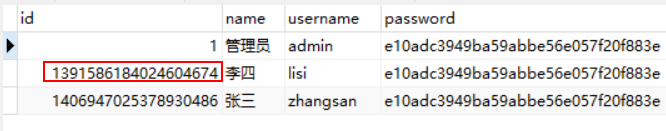 id name username password
1 管理员 admin e10adc3949ba59abbe56e057f20f883e
1391586184024604674 李四 lisi e10adc3949ba59abbe56e057f20f883e
1406947025378930486 张三 zhangsan e10adc3949ba59abbe56e057f20f883e